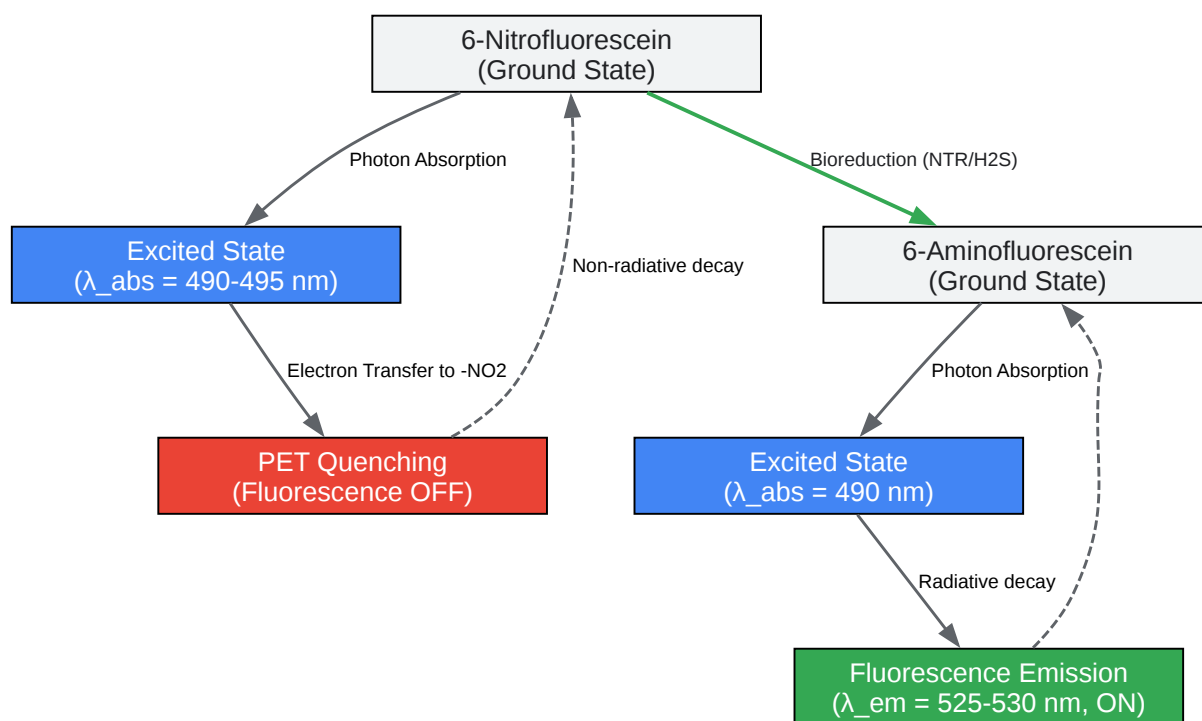 6-Nitrofluorescein
(Ground State)
Photon Absorption
Bioreduction (NTR/H2S)
Excited State
(λ_abs = 490-495 nm)
Non-radiative decay
6-Aminofluorescein
(Ground State)
Electron Transfer to -NO2
Photon Absorption
PET Quenching
(Fluorescence OFF)
Excited State
(λ_abs = 490 nm)
Radiative decay
Fluorescence Emission
(λ_em = 525-530 nm, ON)